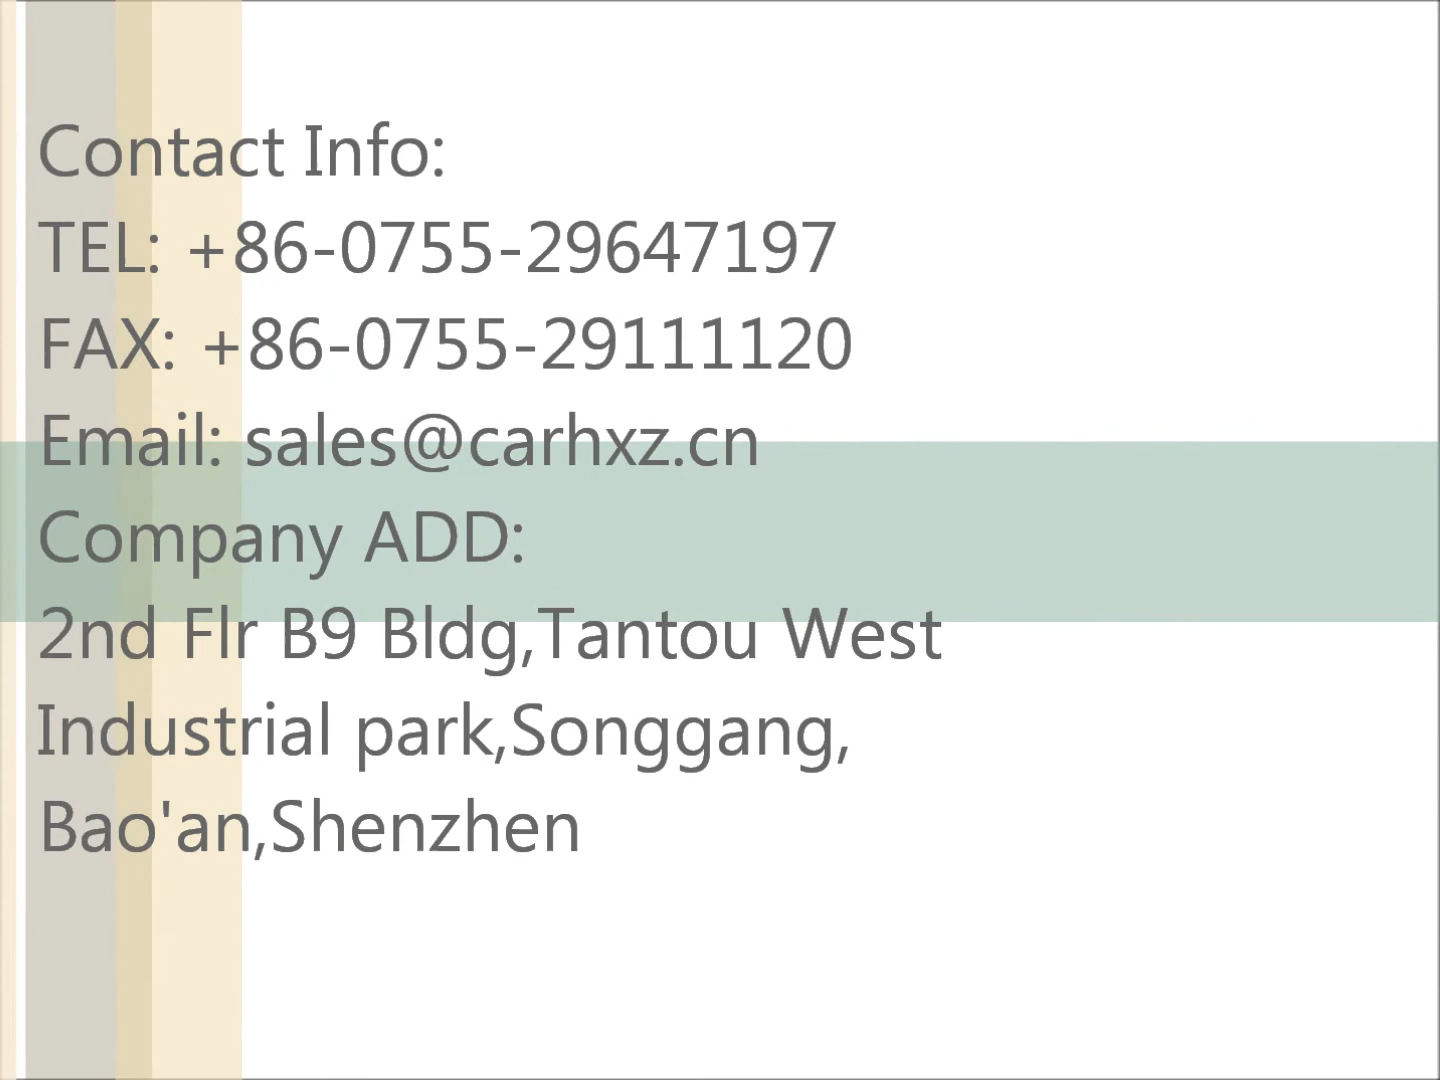 Contact Info:
TEL: +86-0755-29647197
FAX: +86-0755-29111120
Email: sales@carhxz.cn
Company ADD:
2nd Flr B9 Bldg,Tantou West
Industrial park,Songgang,
Bao'an,Shenzhen